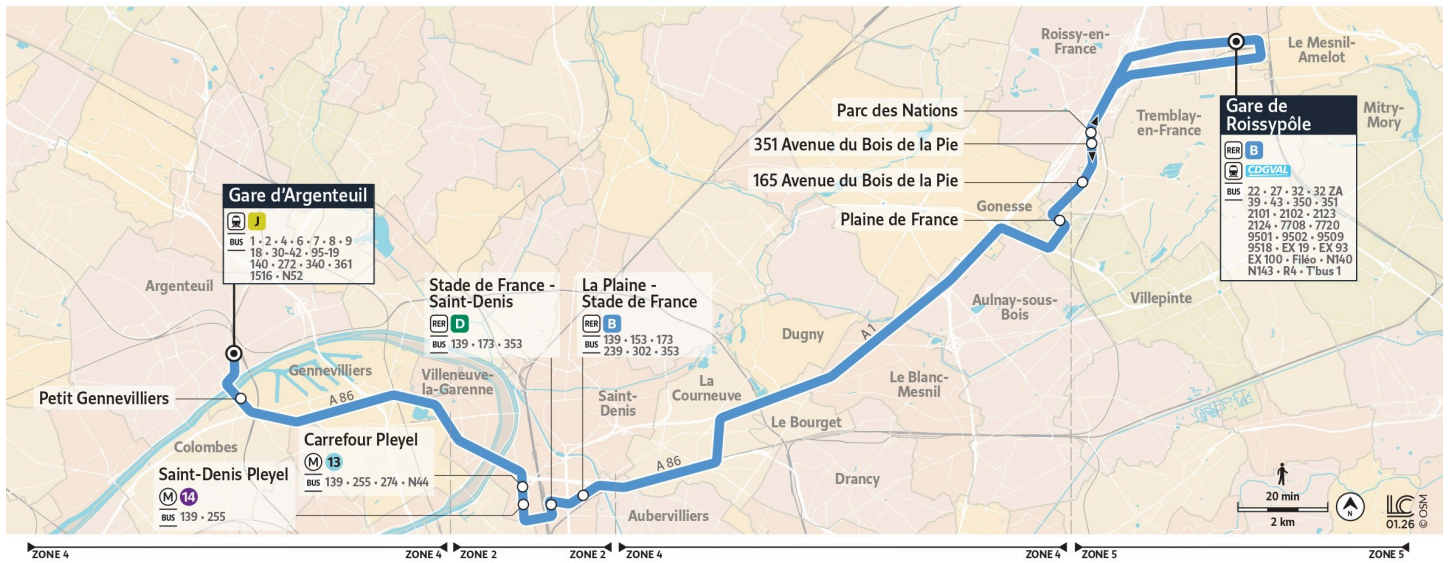 Roissy-en-
France
Le Mesnil-
Amelot
Mitry-
Mory
Tremblay-
en-France
Parc des Nations
351 Avenue du Bois de la Pie
165 Avenue du Bois de la Pie
Plaine de France
Gonesse
Gare de
Roissypôle
RER B
CDGVAL
BUS 22 • 27 • 32 • 32 ZA
39 • 43 • 350 • 351
2101 • 2102 • 2123
2124 • 7708 • 7720
9501 • 9502 • 9509
9518 • EX 19 • EX 93
EX 100 • Filéo • N140
N143 • R4 • T'bus 1
Gare d'Argenteuil
J
BUS 1 • 2 • 4 • 6 • 7 • 8 • 9
18 • 30-42 • 95-19
140 • 272 • 340 • 361
1516 • N52
Argenteuil
Stade de France -
Saint-Denis
RER D
BUS 139 • 173 • 353
La Plaine -
Stade de France
RER B
BUS 139 • 153 • 173
239 • 302 • 353
Aulnay-sous-
Bois
Villepinte
Dugny
A 1
Gennevilliers
Villeneuve-
la-Garenne
Saint-
Denis
La
Courneuve
Le Blanc-
Mesnil
Petit Gennevilliers
A 86
Le Bourget
Colombes
Carrefour Pleyel
M 13
BUS 139 • 255 • 274 • N44
Saint-Denis Pleyel
M 14
BUS 139 • 255
A 86
Drancy
Aubervilliers
20 min
2 km
N
LC
01.26
© OSM
ZONE 4
ZONE 4
ZONE 2
ZONE 2
ZONE 4
ZONE 4
ZONE 5
ZONE 5